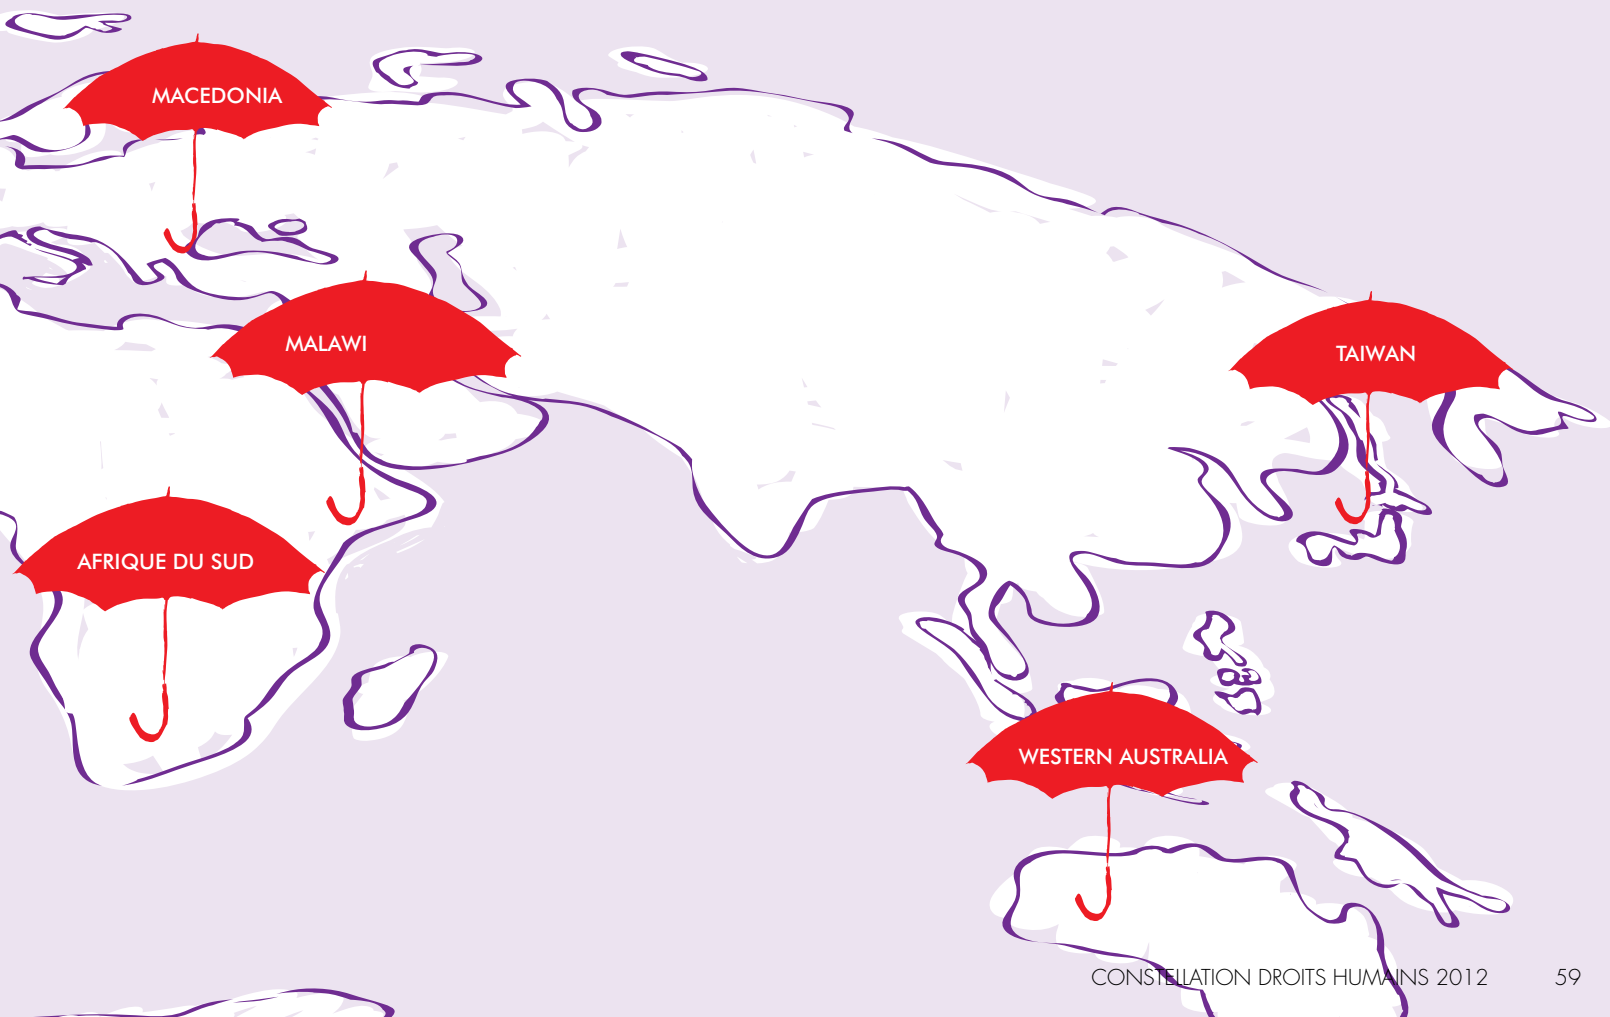 MACEDONIA
MALAWI
TAIWAN
AFRIQUE DU SUD
WESTERN AUSTRALIA
CONSTELLATION DROITS HUMAINS 2012 59